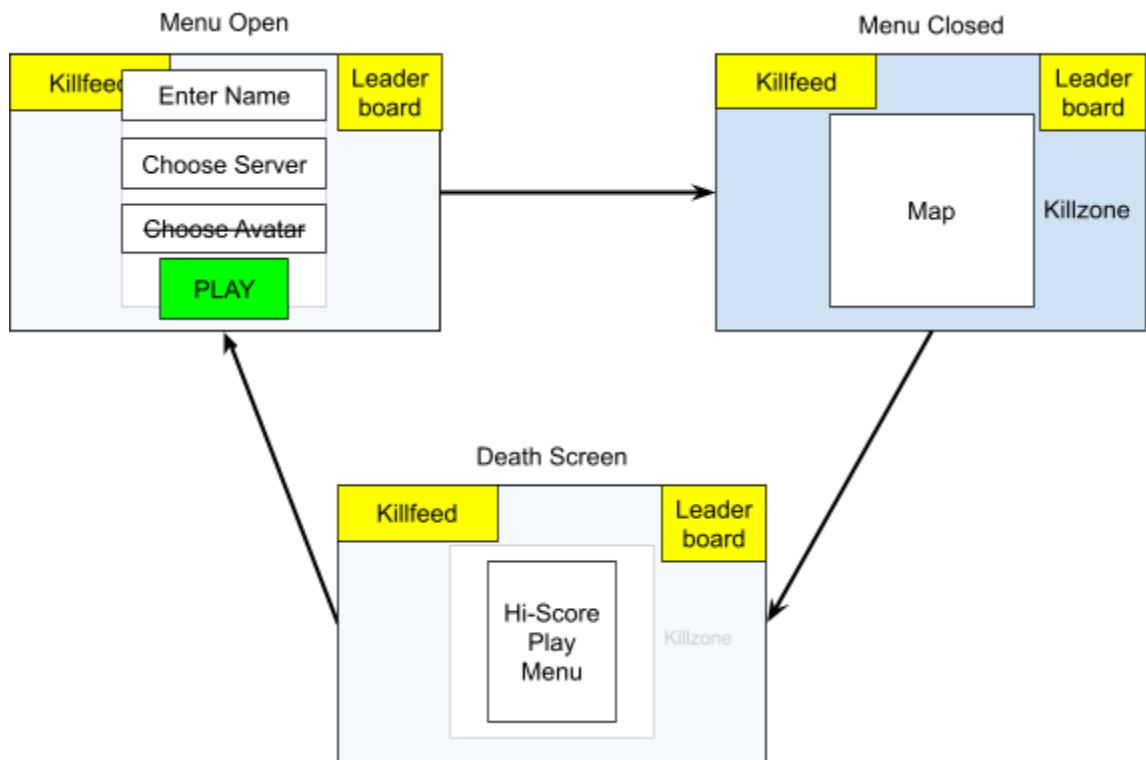 Menu Open
Killfeed
Enter Name
Leader
board
Choose Server
Choose Avatar
PLAY
Menu Closed
Killfeed
Leader
board
Map
Killzone
Death Screen
Killfeed
Leader
board
Hi-Score
Play
Menu
Killzone